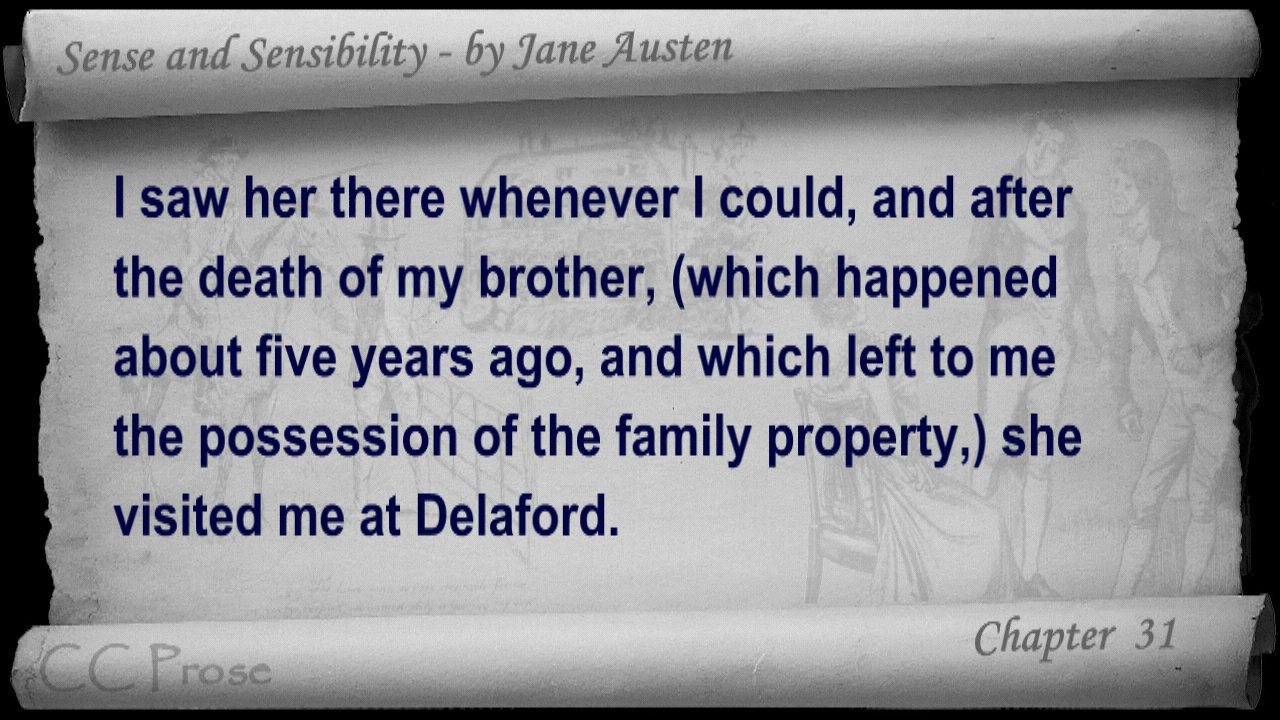 Sense and Sensibility - by Jane Austen
I saw her there whenever I could, and after
the death of my brother, (which happened
about five years ago, and which left to me
the possession of the family property,) she
visited me at Delaford.
Chapter 31
CC Prose